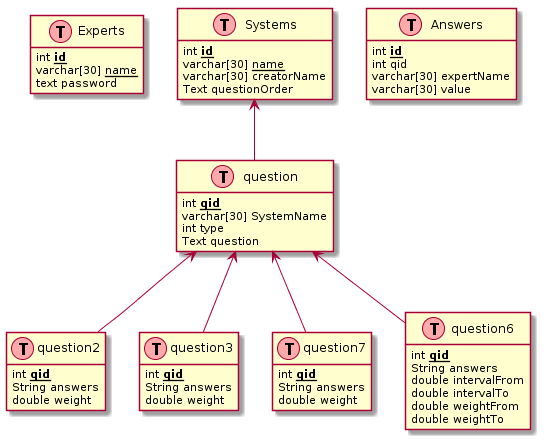 T Experts
int id
varchar[30] name
text password
T Systems
int id
varchar[30] name
varchar[30] creatorName
Text questionOrder
T Answers
int id
int qid
varchar[30] expertName
varchar[30] value
T question
int qid
varchar[30] SystemName
int type
Text question
T question2
int qid
String answers
double weight
T question3
int qid
String answers
double weight
T question7
int qid
String answers
double weight
T question6
int qid
String answers
double intervalFrom
double intervalTo
double weightFrom
double weightTo